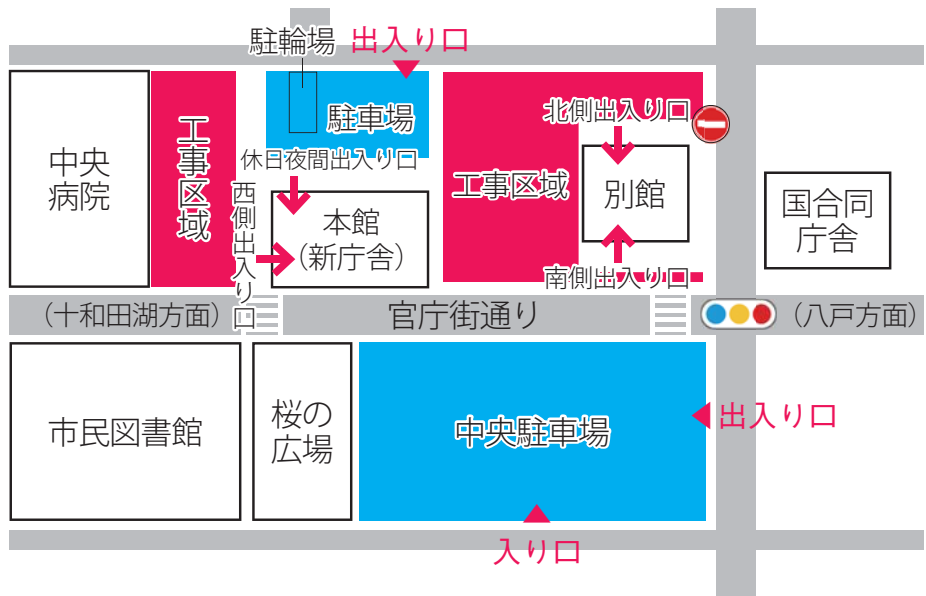 駐輪場
出入り口
駐車場
北側出入り口
中央
病院
工事区域
休日夜間出入り口
西側出入り口
本館
（新庁舎）
工事区域
別館
国合同
庁舎
南側出入り口
（十和田湖方面）
官庁街通り
（八戸方面）
市民図書館
桜の
広場
中央駐車場
出入り口
入り口